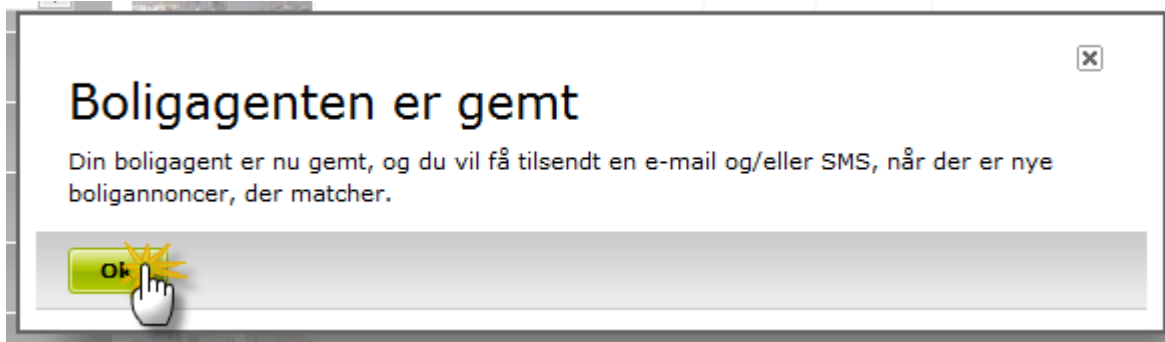 Boligagenten er gemt
Din boligagent er nu gemt, og du vil få tilsendt en e-mail og/eller SMS, når der er nye
boligannoncer, der matcher.
Ok